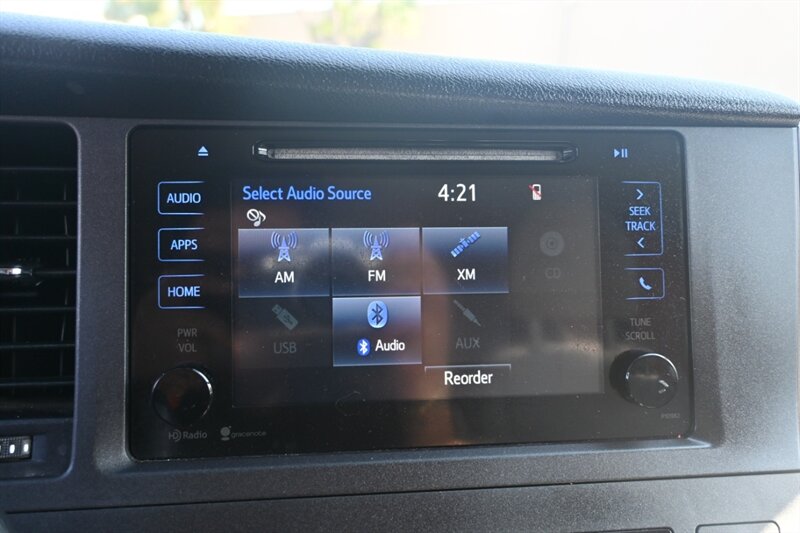 AUDIO
APPS
HOME
PWR
VOL
HD Radio
gracenote
Select Audio Source
4:21
AM
FM
XM
CD
USB
Audio
AUX
Reorder
SEEK
TRACK
TUNE
SCROLL